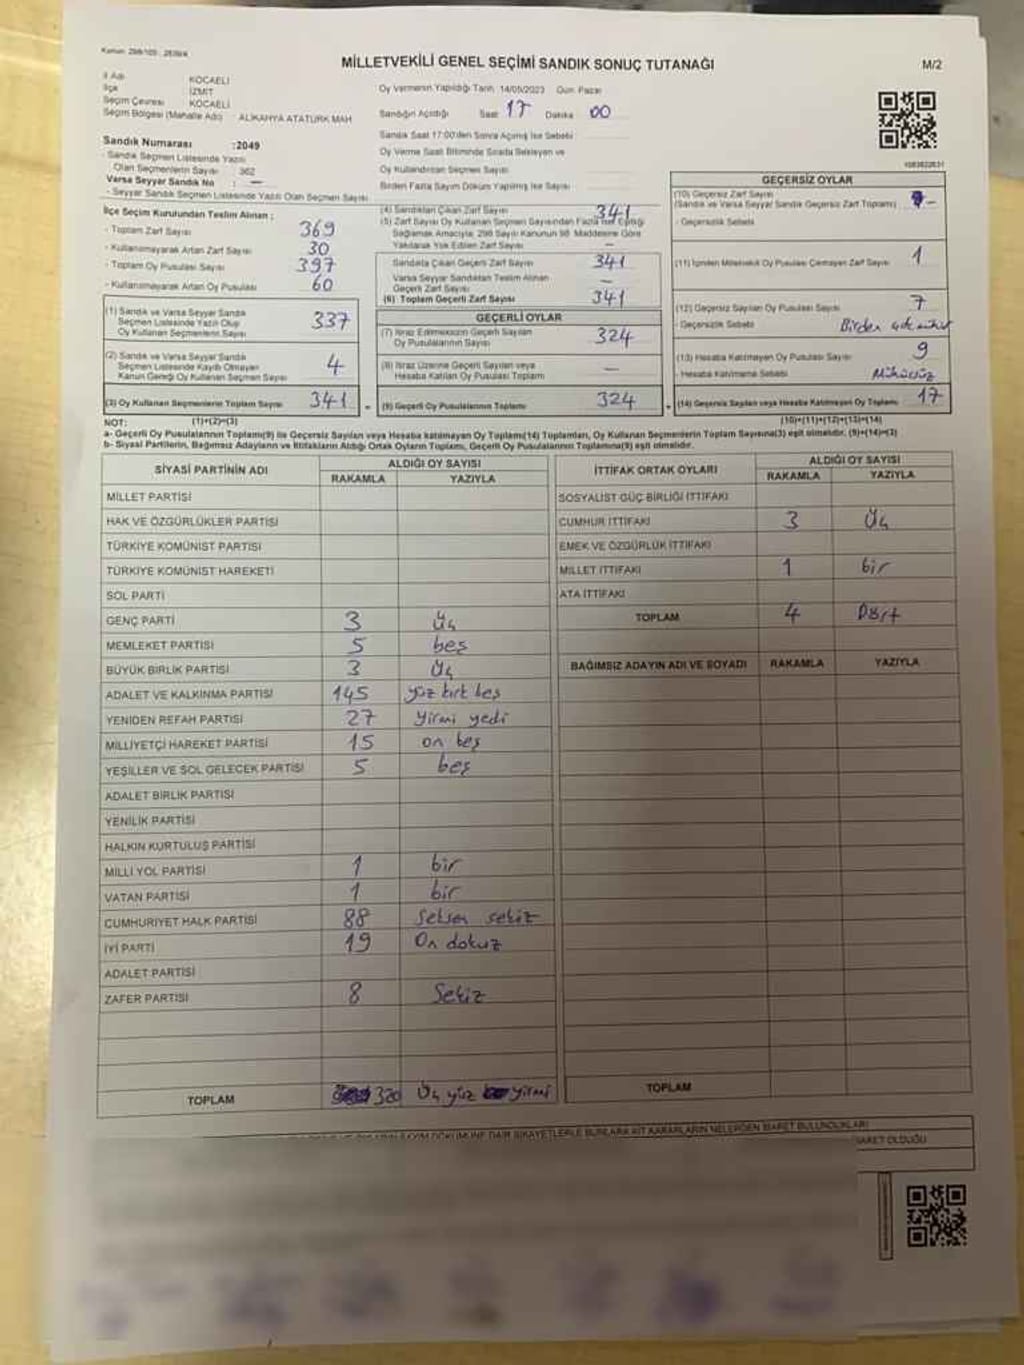 Kanun: 298/105 - 2839/4
MİLLETVEKİLİ GENEL SEÇİMİ SANDIK SONUÇ TUTANAĞI
M/2
İl Adı KOCAELİ
İlçe İZMİT
Seçim Çevresi KOCAELİ
Seçim Bölgesi (Mahalle Adı) ALİKAHYA ATATÜRK MAH
Sandık Numarası :2049
- Sandık Seçmen Listesinde Yazılı
Olan Seçmenlerin Sayısı 362
Varsa Seyyar Sandık No : —
- Seyyar Sandık Seçmen Listesinde Yazılı Olan Seçmen Sayısı
Oy Vermenin Yapıldığı Tarih 14/05/2023 Gün Pazar
Sandığın Açıldığı Saat 17 Dakika 00
Sandık Saat 17:00'den Sonra Açılmış İse Sebebi
Oy Verme Saati Bitiminde Sırada Bekleyen ve
Oy Kullandırılan Seçmen Sayısı
Birden Fazla Sayım Döküm Yapılmış İse Sayısı
İlçe Seçim Kurulundan Teslim Alınan ;
- Toplam Zarf Sayısı 369
- Kullanılmayarak Artan Zarf Sayısı 30
- Toplam Oy Pusulası Sayısı 397
- Kullanılmayarak Artan Oy Pusulası 60
(1) Sandık ve Varsa Seyyar Sandık
Seçmen Listesinde Yazılı Olup
Oy Kullanan Seçmenlerin Sayısı 337
(2) Sandık ve Varsa Seyyar Sandık
Seçmen Listesinde Kayıtlı Olmayan
Kanun Gereği Oy Kullanan Seçmen Sayısı 4
(3) Oy Kullanan Seçmenlerin Toplam Sayısı 341
(1)+(2)=(3)
(4) Sandıktan Çıkan Zarf Sayısı 341
(5) Zarf Sayısı Oy Kullanan Seçmen Sayısından Fazla ise Eşitliği
Sağlamak Amacıyla, 298 Sayılı Kanunun 98. Maddesine Göre
Yakılarak Yok Edilen Zarf Sayısı —
Sandıkta Çıkan Geçerli Zarf Sayısı 341
Varsa Seyyar Sandıktan Teslim Alınan
Geçerli Zarf Sayısı —
(6) Toplam Geçerli Zarf Sayısı 341
GEÇERLİ OYLAR
(7) İtiraz Edilmeksizin Geçerli Sayılan
Oy Pusulalarının Sayısı 324
(8) İtiraz Üzerine Geçerli Sayılan veya
Hesaba Katılan Oy Pusulası Toplamı —
(9) Geçerli Oy Pusulalarının Toplamı 324
1083822631
GEÇERSİZ OYLAR
(10) Geçersiz Zarf Sayısı
(Sandık ve Varsa Seyyar Sandık Geçersiz Zarf Toplamı) —
- Geçersizlik Sebebi
(11) İçinden Milletvekili Oy Pusulası Çıkmayan Zarf Sayısı 1
(12) Geçersiz Sayılan Oy Pusulası Sayısı 7
- Geçersizlik Sebebi Birden çok mühür
(13) Hesaba Katılmayan Oy Pusulası Sayısı 9
- Hesaba Katılmama Sebebi Mühürsüz
(14) Geçersiz Sayılan veya Hesaba Katılmayan Oy Toplamı 17
(10)+(11)+(12)+(13)=(14)
NOT:
a- Geçerli Oy Pusulalarının Toplamı(9) ile Geçersiz Sayılan veya Hesaba katılmayan Oy Toplamı(14) Toplamları, Oy Kullanan Seçmenlerin Toplam Sayısına(3) eşit olmalıdır. (9)+(14)=(3)
b- Siyasi Partilerin, Bağımsız Adayların ve İttifakların Aldığı Ortak Oyların Toplamı, Geçerli Oy Pusulalarının Toplamına(9) eşit olmalıdır.
SİYASİ PARTİNİN ADI ALDIĞI OY SAYISI
RAKAMLA YAZIYLA
MİLLET PARTİSİ
HAK VE ÖZGÜRLÜKLER PARTİSİ
TÜRKİYE KOMÜNİST PARTİSİ
TÜRKİYE KOMÜNİST HAREKETİ
SOL PARTİ
GENÇ PARTİ 3 Üç
MEMLEKET PARTİSİ 5 beş
BÜYÜK BİRLİK PARTİSİ 3 Üç
ADALET VE KALKINMA PARTİSİ 145 yüz kırk beş
YENİDEN REFAH PARTİSİ 27 yirmi yedi
MİLLİYETÇİ HAREKET PARTİSİ 15 on beş
YEŞİLLER VE SOL GELECEK PARTİSİ 5 beş
ADALET BİRLİK PARTİSİ
YENİLİK PARTİSİ
HALKIN KURTULUŞ PARTİSİ
MİLLİ YOL PARTİSİ 1 bir
VATAN PARTİSİ 1 bir
CUMHURİYET HALK PARTİSİ 88 Seksen sekiz
İYİ PARTİ 19 On dokuz
ADALET PARTİSİ
ZAFER PARTİSİ 8 Sekiz
TOPLAM 320 Üç yüz yirmi
İTTİFAK ORTAK OYLARI ALDIĞI OY SAYISI
RAKAMLA YAZIYLA
SOSYALİST GÜÇ BİRLİĞİ İTTİFAKI
CUMHUR İTTİFAKI 3 Üç
EMEK VE ÖZGÜRLÜK İTTİFAKI
MİLLET İTTİFAKI 1 bir
ATA İTTİFAKI
TOPLAM 4 Dört
BAĞIMSIZ ADAYIN ADI VE SOYADI RAKAMLA YAZIYLA
TOPLAM